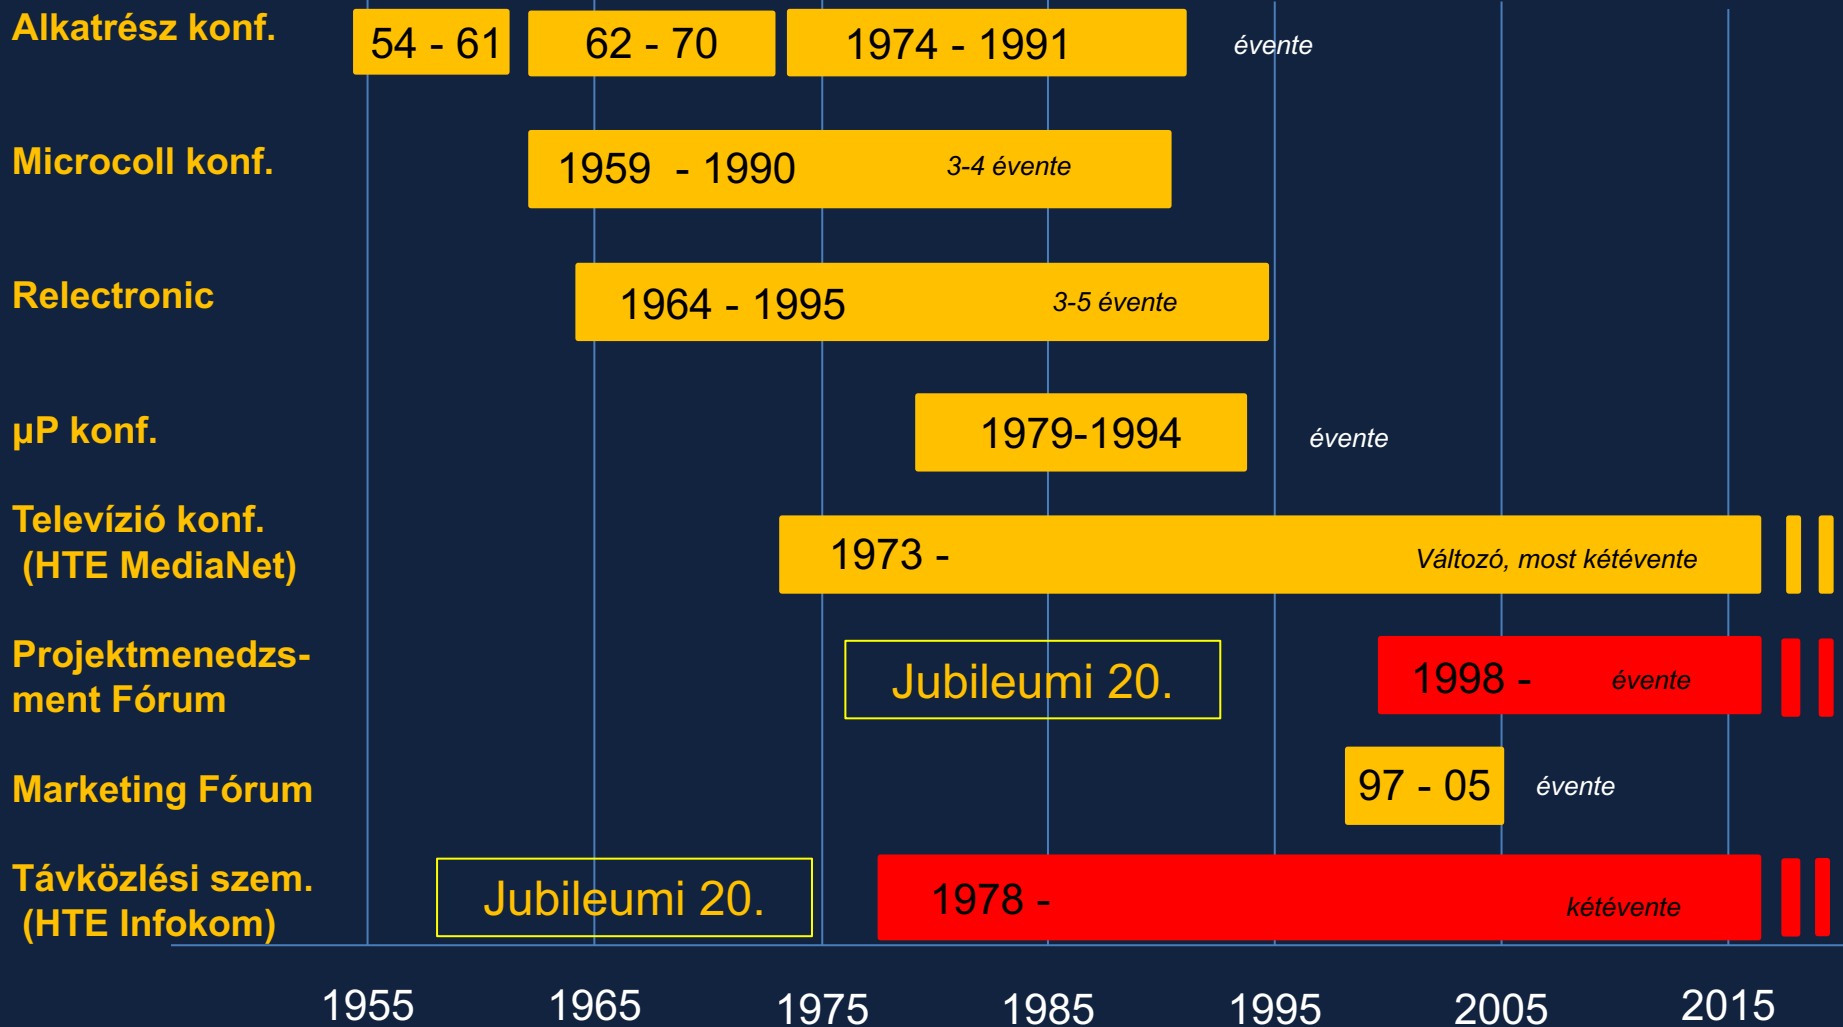 Alkatrész konf. 54 - 61 62 - 70 1974 - 1991 évente
Microcoll konf. 1959 - 1990 3-4 évente
Relectronic 1964 - 1995 3-5 évente
µP konf. 1979-1994 évente
Televízió konf.
(HTE MediaNet) 1973 - Változó, most kétévente
Projektmenedzs-
ment Fórum Jubileumi 20. 1998 - évente
Marketing Fórum 97 - 05 évente
Távközlési szem.
(HTE Infokom) Jubileumi 20. 1978 - kétévente
1955 1965 1975 1985 1995 2005 2015